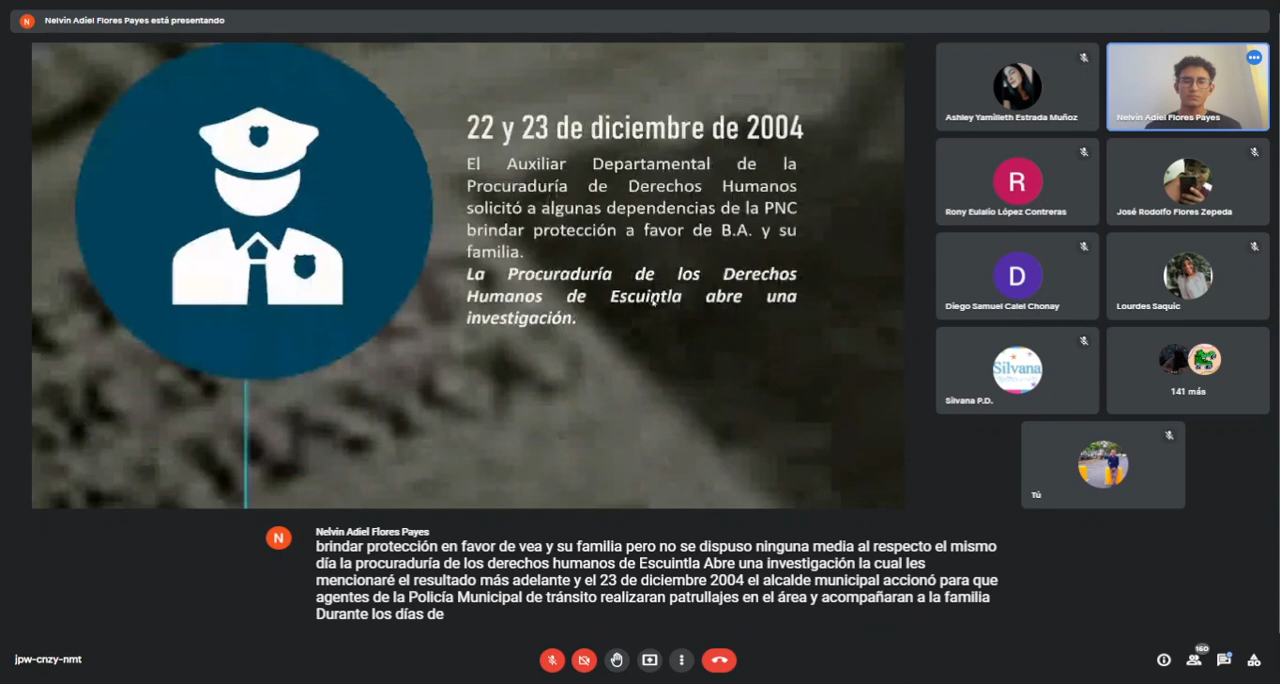 N
Nelvin Adiel Flores Payes está presentando
22 y 23 de diciembre de 2004
El Auxiliar Departamental de la
Procuraduría de Derechos Humanos
solicitó a algunas dependencias de la PNC
brindar protección a favor de B.A. y su
familia.
La Procuraduría de los Derechos
Humanos de Escuintla abre una
investigación.
Ashley Yamilleth Estrada Muñoz
Nelvin Adiel Flores Payes
R
Rony Eulalio López Contreras
José Rodolfo Flores Zepeda
D
Diego Samuel Calel Chonay
Lourdes Saquic
Silvana
Silvana P.D.
141 más
Tú
N
Nelvin Adiel Flores Payes
brindar protección en favor de vea y su familia pero no se dispuso ninguna media al respecto el mismo
día la procuraduría de los derechos humanos de Escuintla Abre una investigación la cual les
mencionaré el resultado más adelante y el 23 de diciembre 2004 el alcalde municipal accionó para que
agentes de la Policía Municipal de tránsito realizaran patrullajes en el área y acompañaran a la familia
Durante los días de
jpw-cnzy-nmt
160